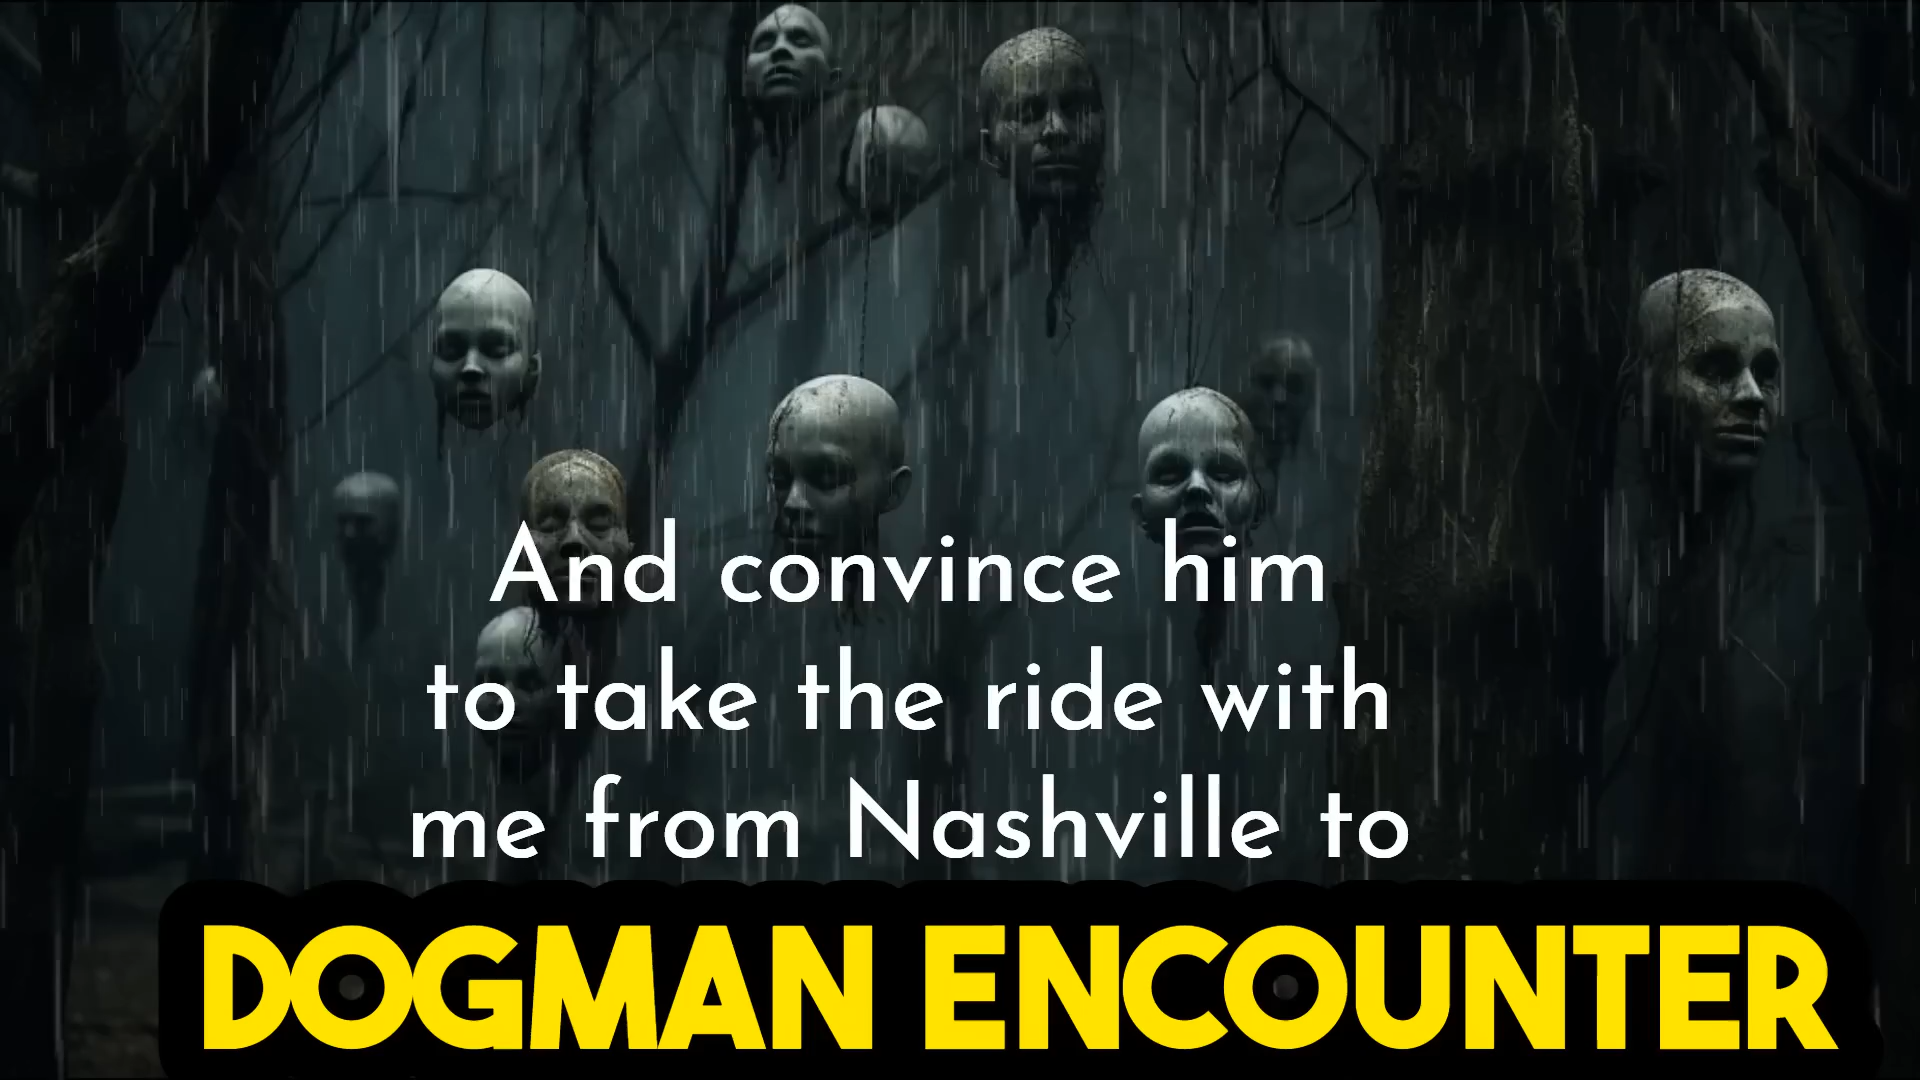 And convince him
to take the ride with
me from Nashville to
DOGMAN ENCOUNTER